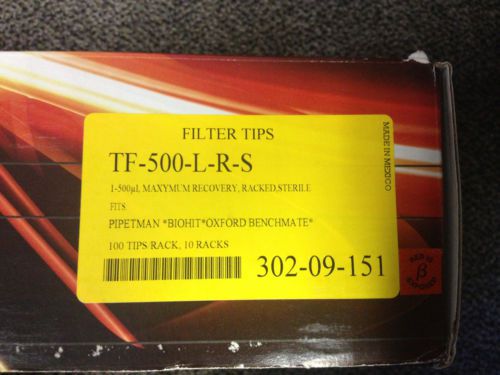 FILTER TIPS
TF-500-L-R-S
1-500µl, MAXYMUM RECOVERY, RACKED,STERILE
FITS:
PIPETMAN *BIOHIT*OXFORD BENCHMATE*
100 TIPS RACK, 10 RACKS
302-09-151
MADE IN MEXICO
β